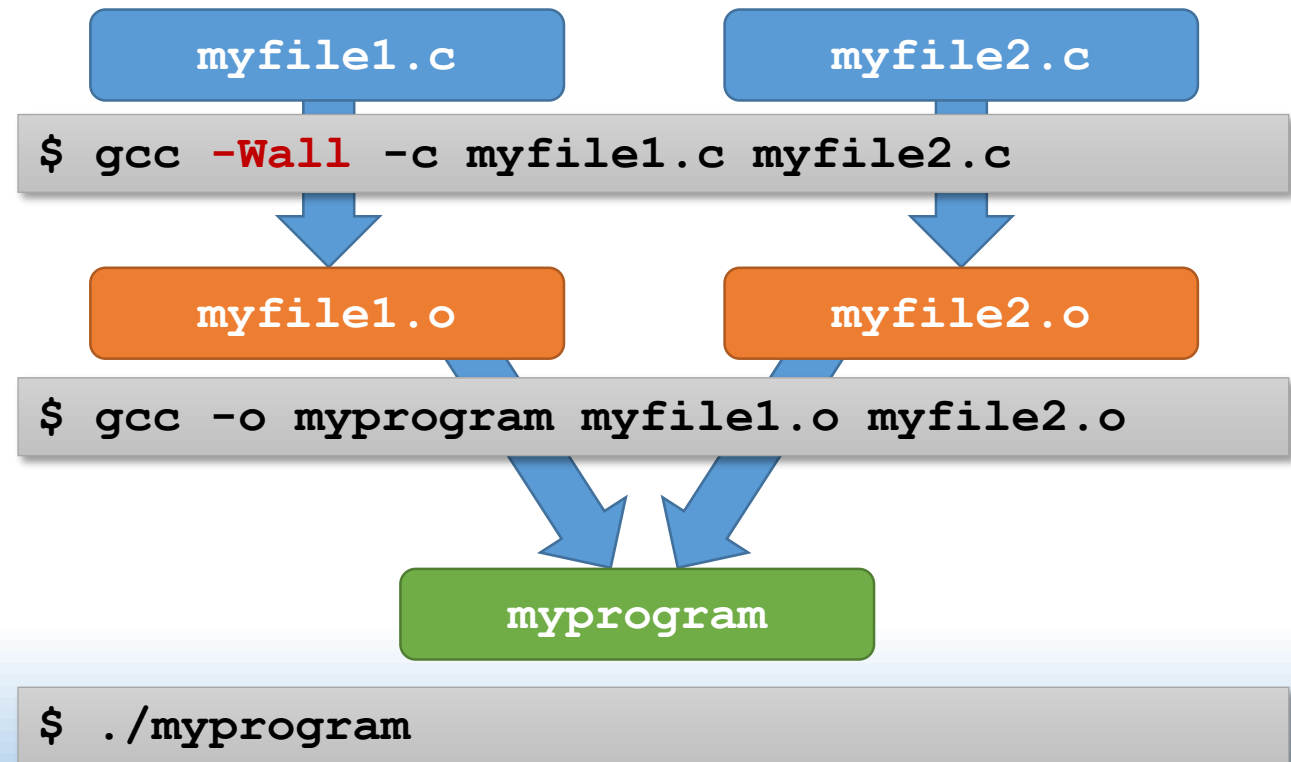 myfile1.c
myfile2.c
$ gcc -Wall -c myfile1.c myfile2.c
myfile1.o
myfile2.o
$ gcc -o myprogram myfile1.o myfile2.o
myprogram
$ ./myprogram